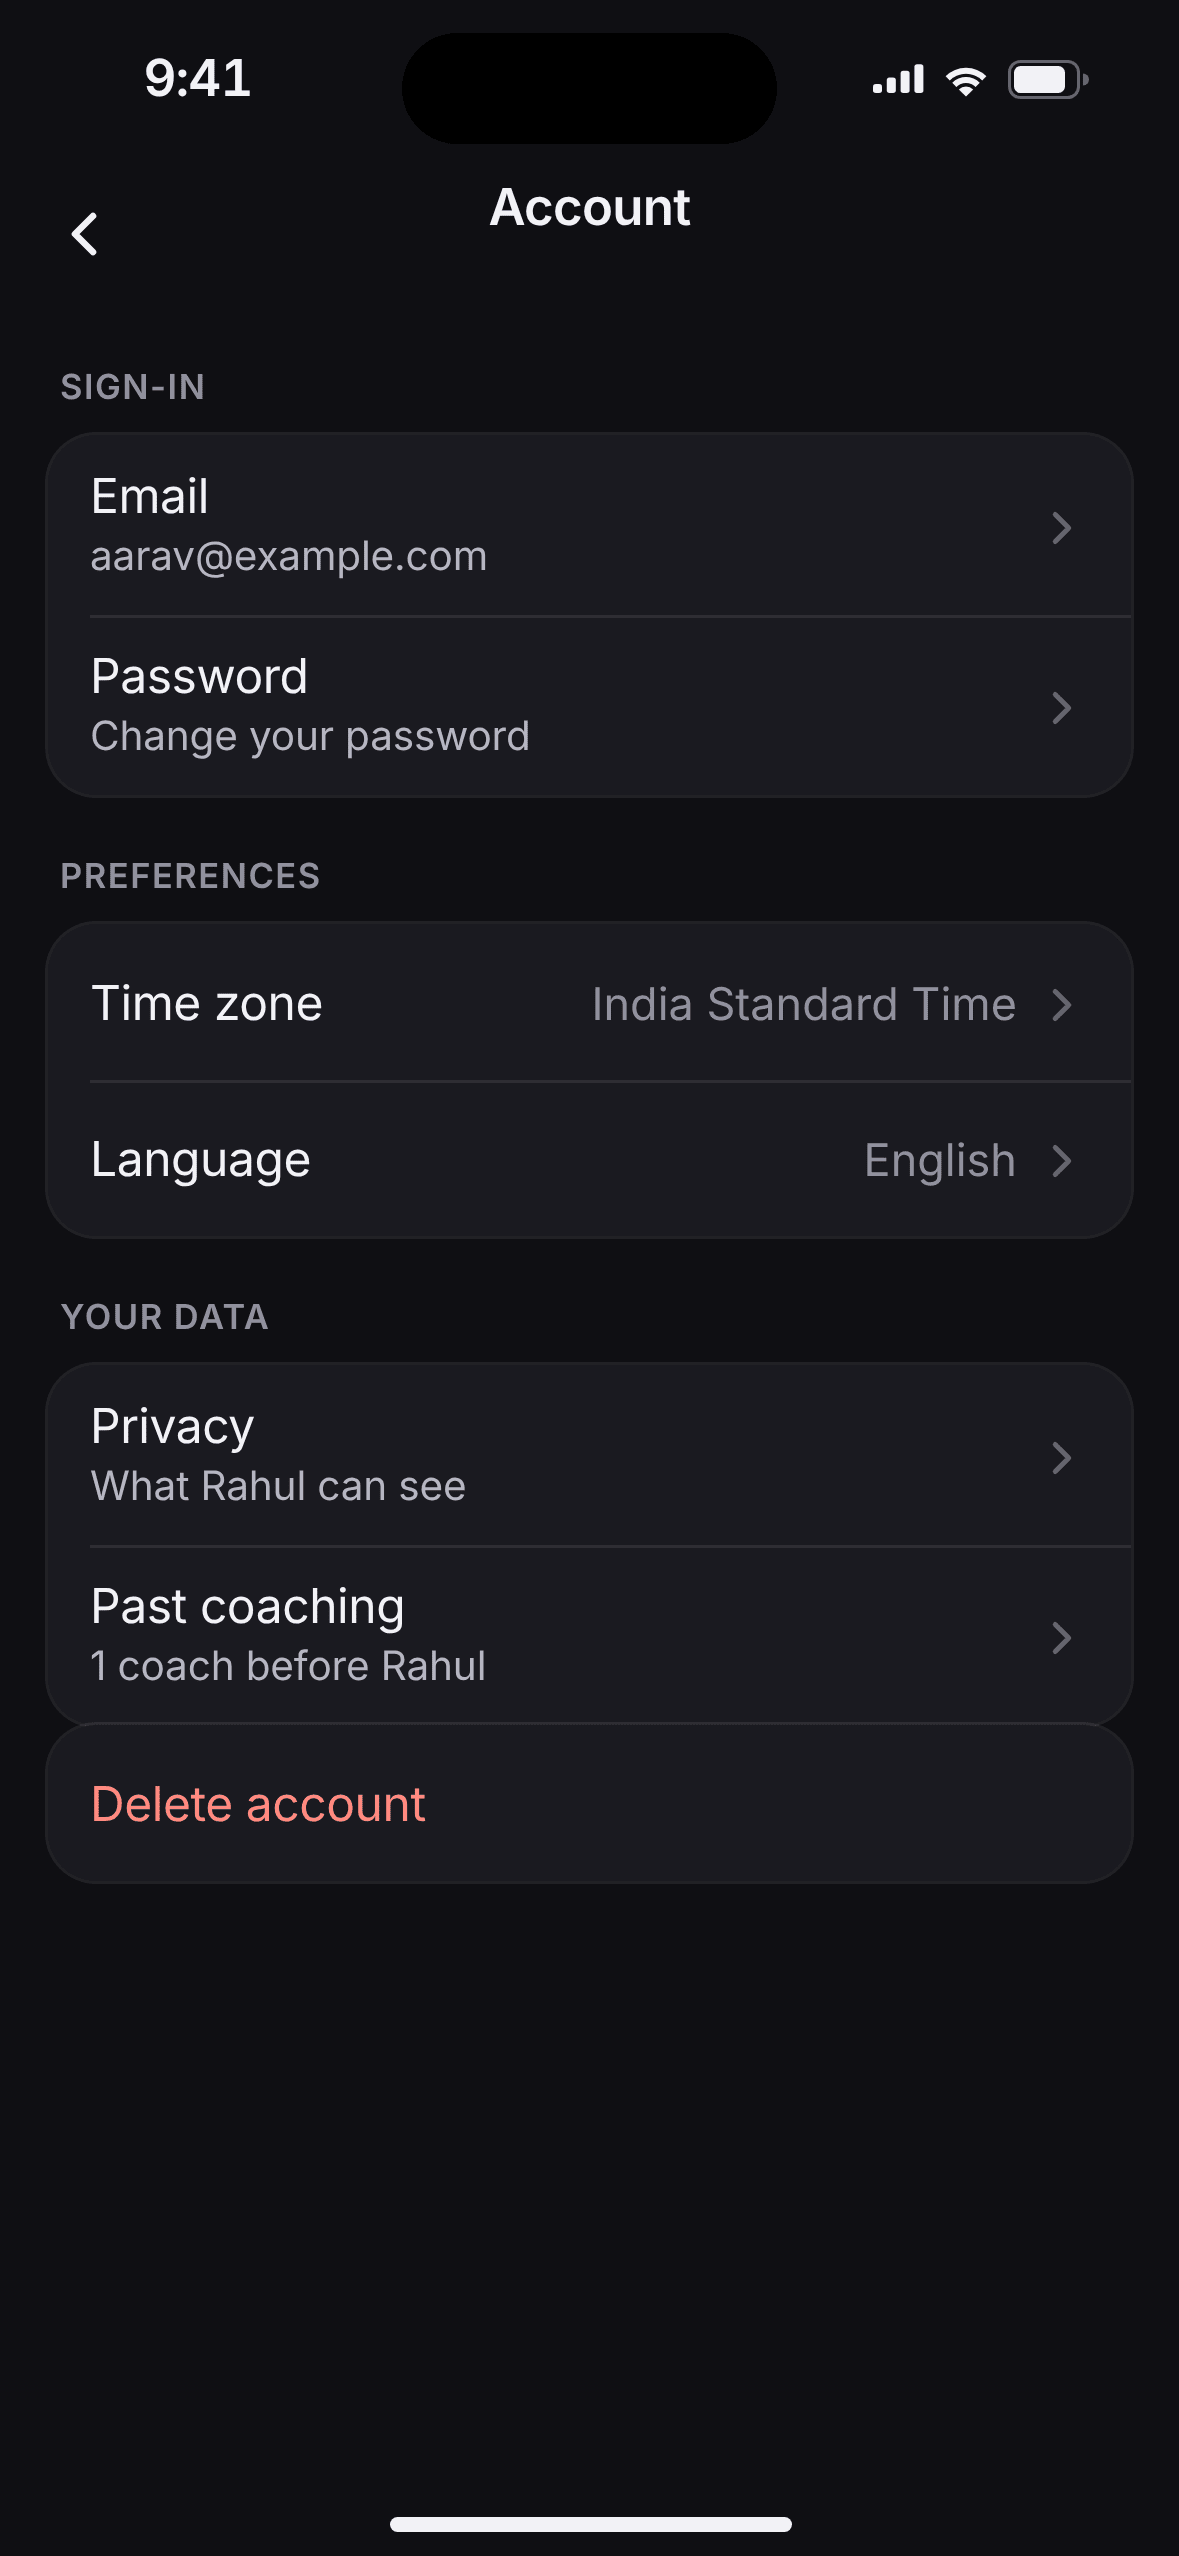 9:41
Account
SIGN-IN
Email
aarav@example.com
Password
Change your password
PREFERENCES
Time zone
India Standard Time
Language
English
YOUR DATA
Privacy
What Rahul can see
Past coaching
1 coach before Rahul
Delete account